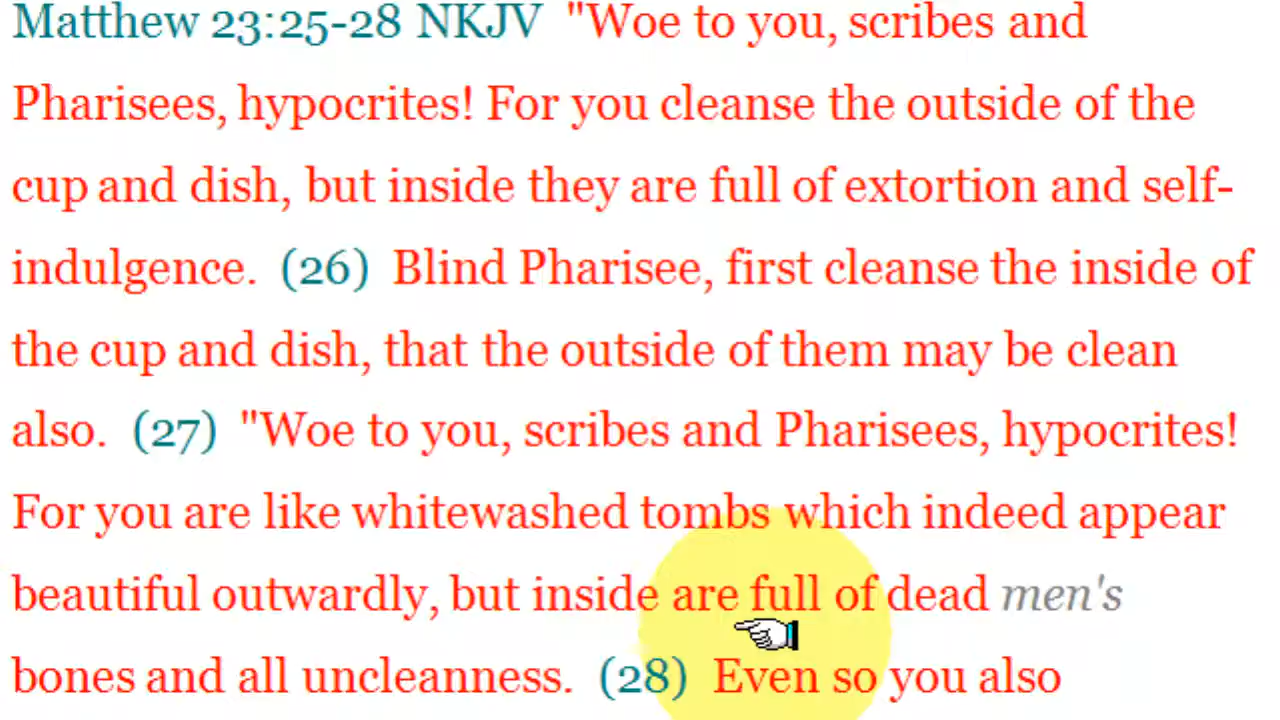 Matthew 23:25-28 NKJV "Woe to you, scribes and
Pharisees, hypocrites! For you cleanse the outside of the
cup and dish, but inside they are full of extortion and self-
indulgence. (26) Blind Pharisee, first cleanse the inside of
the cup and dish, that the outside of them may be clean
also. (27) "Woe to you, scribes and Pharisees, hypocrites!
For you are like whitewashed tombs which indeed appear
beautiful outwardly, but inside are full of dead men's
bones and all uncleanness. (28) Even so you also